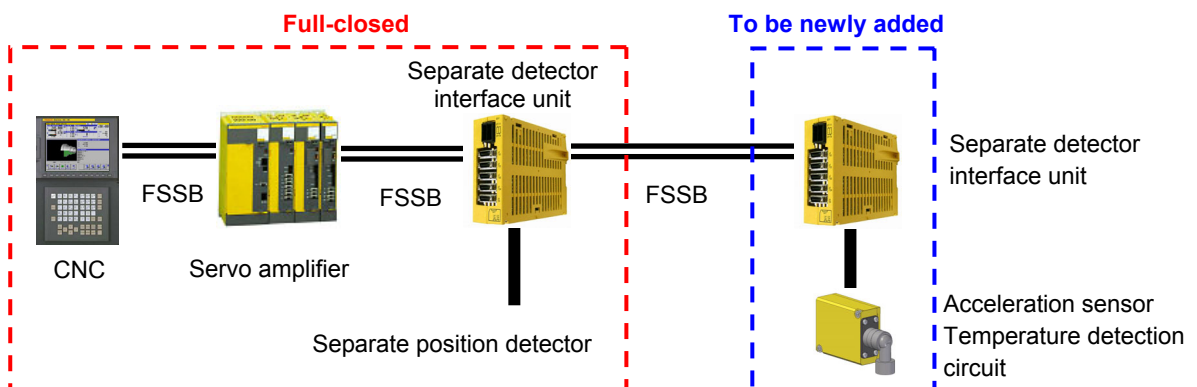 Full-closed
To be newly added
Separate detector
interface unit
Separate detector
interface unit
FSSB
FSSB
FSSB
CNC
Servo amplifier
Separate position detector
Acceleration sensor
Temperature detection
circuit